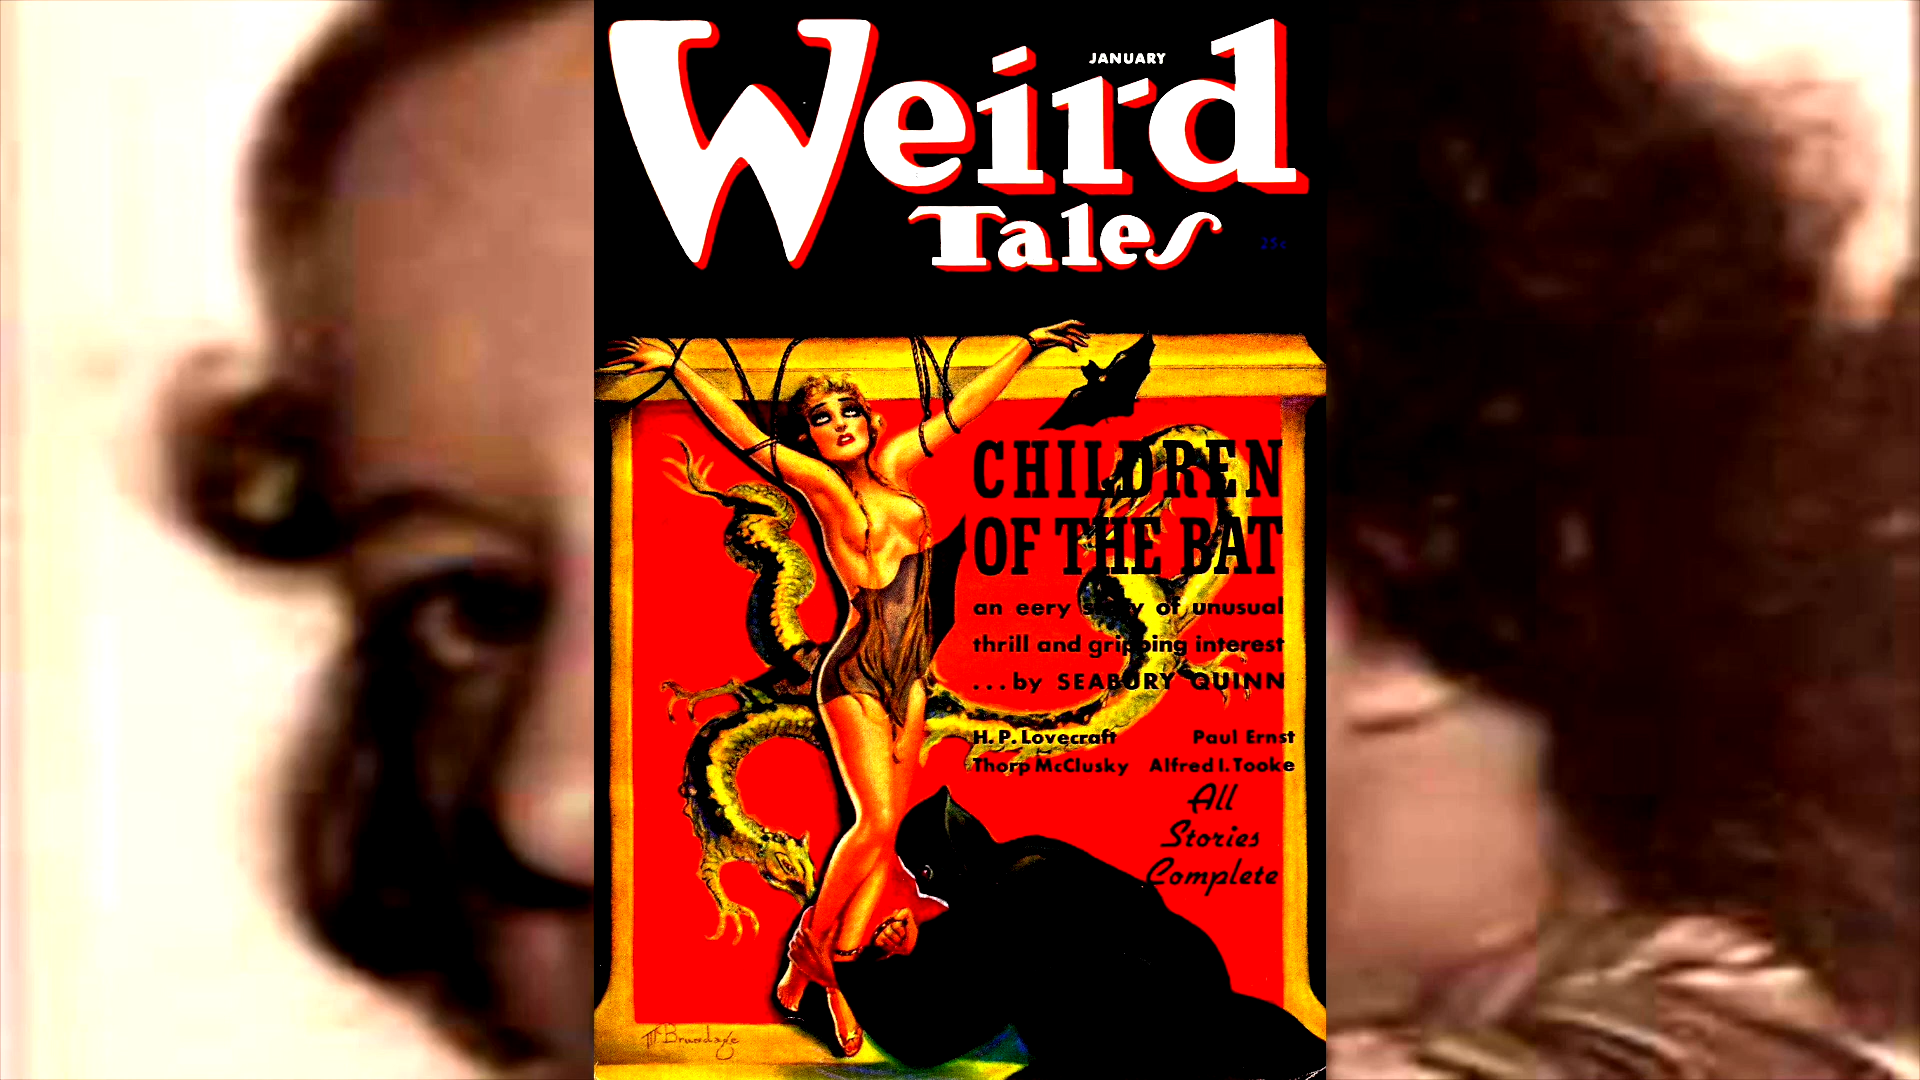 JANUARY
Weird
Tales
25c
CHILDREN
OF THE BAT
an eery story of unusual
thrill and gripping interest
...by SEABURY QUINN
H. P. Lovecraft Paul Ernst
Thorp McClusky Alfred I. Tooke
All
Stories
Complete
M. Brundage